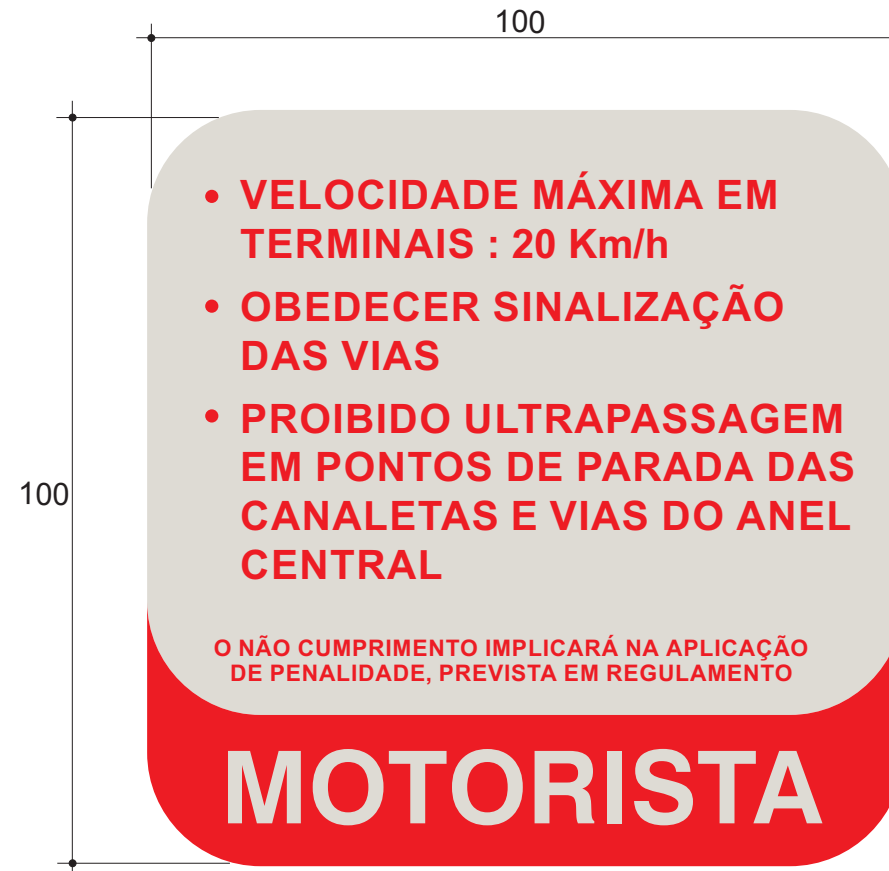 100
100
• VELOCIDADE MÁXIMA EM
TERMINAIS : 20 Km/h
• OBEDECER SINALIZAÇÃO
DAS VIAS
• PROIBIDO ULTRAPASSAGEM
EM PONTOS DE PARADA DAS
CANALETAS E VIAS DO ANEL
CENTRAL
O NÃO CUMPRIMENTO IMPLICARÁ NA APLICAÇÃO
DE PENALIDADE, PREVISTA EM REGULAMENTO
MOTORISTA